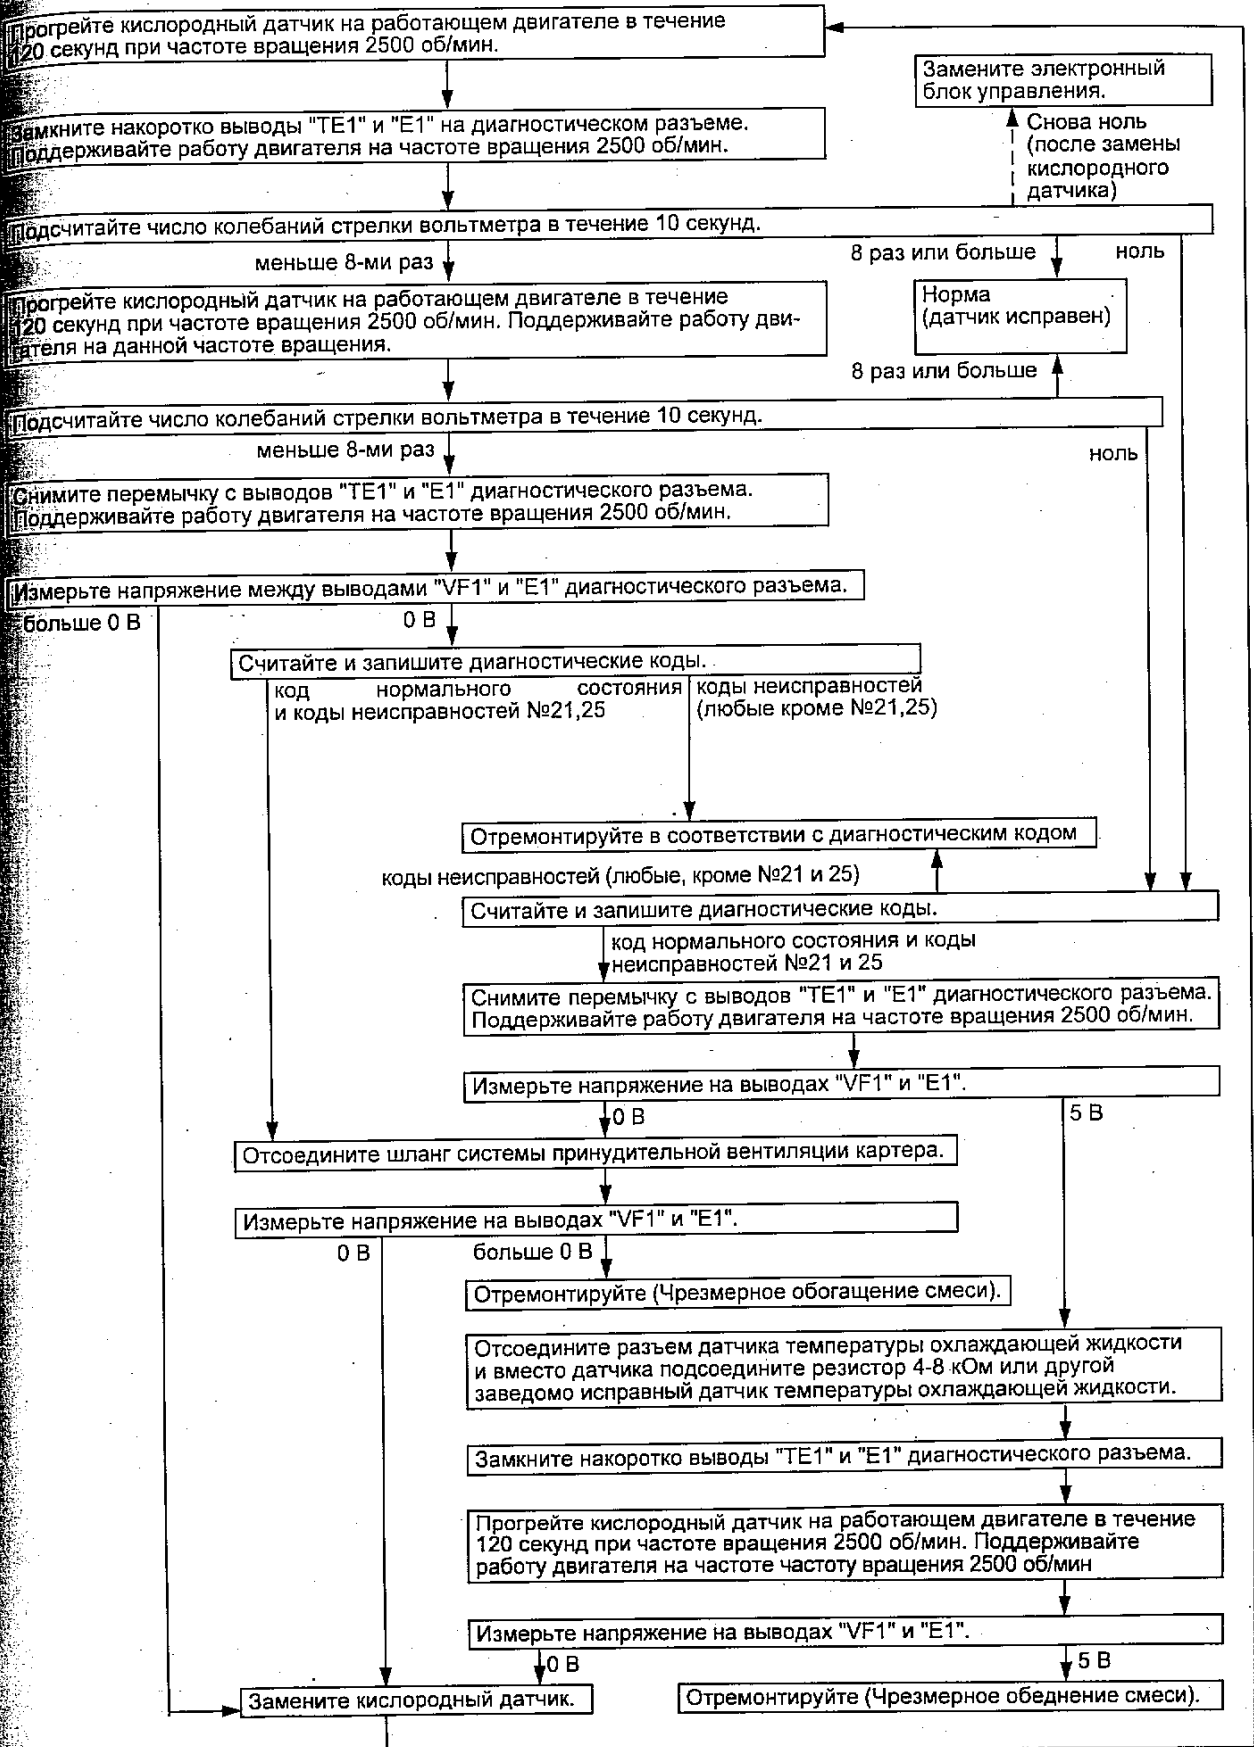 Прогрейте кислородный датчик на работающем двигателе в течение
120 секунд при частоте вращения 2500 об/мин.
Замените электронный
блок управления.
Замкните накоротко выводы "TE1" и "E1" на диагностическом разъеме.
Поддерживайте работу двигателя на частоте вращения 2500 об/мин.
Снова ноль
(после замены
кислородного
датчика)
Подсчитайте число колебаний стрелки вольтметра в течение 10 секунд.
меньше 8-ми раз
8 раз или больше
ноль
Прогрейте кислородный датчик на работающем двигателе в течение
120 секунд при частоте вращения 2500 об/мин. Поддерживайте работу дви-
гателя на данной частоте вращения.
Норма
(датчик исправен)
8 раз или больше
Подсчитайте число колебаний стрелки вольтметра в течение 10 секунд.
меньше 8-ми раз
ноль
Снимите перемычку с выводов "TE1" и "E1" диагностического разъема.
Поддерживайте работу двигателя на частоте вращения 2500 об/мин.
Измерьте напряжение между выводами "VF1" и "E1" диагностического разъема.
больше 0 В
0 В
Считайте и запишите диагностические коды.
код нормального состояния
и коды неисправностей №21,25
коды неисправностей
(любые кроме №21,25)
Отремонтируйте в соответствии с диагностическим кодом
коды неисправностей (любые, кроме №21 и 25)
Считайте и запишите диагностические коды.
код нормального состояния и коды
неисправностей №21 и 25
Снимите перемычку с выводов "TE1" и "E1" диагностического разъема.
Поддерживайте работу двигателя на частоте вращения 2500 об/мин.
Измерьте напряжение на выводах "VF1" и "E1".
0 В
5 В
Отсоедините шланг системы принудительной вентиляции картера.
Измерьте напряжение на выводах "VF1" и "E1".
0 В
больше 0 В
Отремонтируйте (Чрезмерное обогащение смеси).
Отсоедините разъем датчика температуры охлаждающей жидкости
и вместо датчика подсоедините резистор 4-8 кОм или другой
заведомо исправный датчик температуры охлаждающей жидкости.
Замкните накоротко выводы "TE1" и "E1" диагностического разъема.
Прогрейте кислородный датчик на работающем двигателе в течение
120 секунд при частоте вращения 2500 об/мин. Поддерживайте
работу двигателя на частоте частоту вращения 2500 об/мин
Измерьте напряжение на выводах "VF1" и "E1".
0 В
5 В
Замените кислородный датчик.
Отремонтируйте (Чрезмерное обеднение смеси).